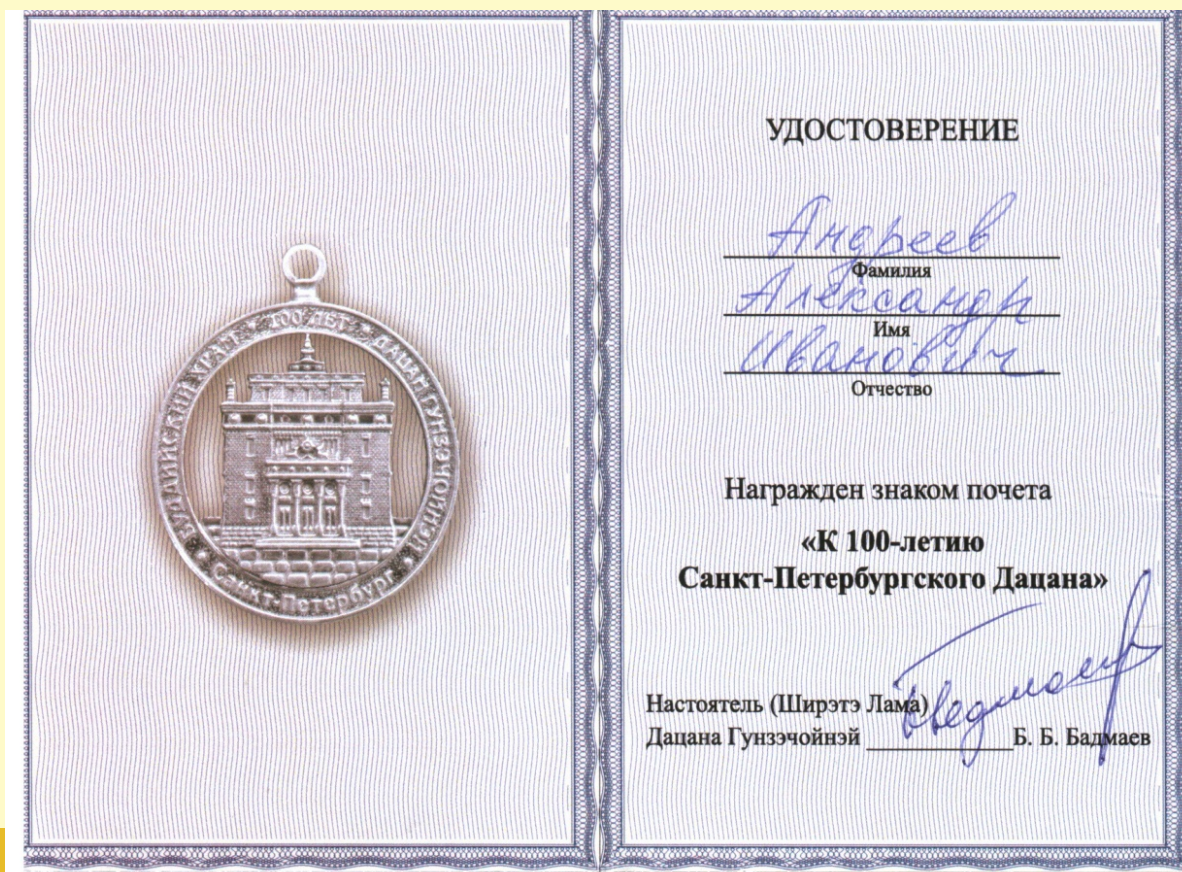 БУДДИЙСКИЙ ХРАМ • 100 ЛЕТ • ДАЦАН ГУНЗЭЧОЙНЭЙ
• Санкт-Петербург •
УДОСТОВЕРЕНИЕ
Андреев
Фамилия
Александр
Имя
Иванович
Отчество
Награжден знаком почета
«К 100-летию
Санкт-Петербургского Дацана»
Настоятель (Ширэтэ Лама)
Дацана Гунзэчойнэй ____________ Б. Б. Бадмаев